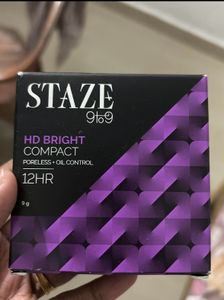 STAZE
9to9
HD BRIGHT
COMPACT
PORELESS + OIL CONTROL
12HR
9 g